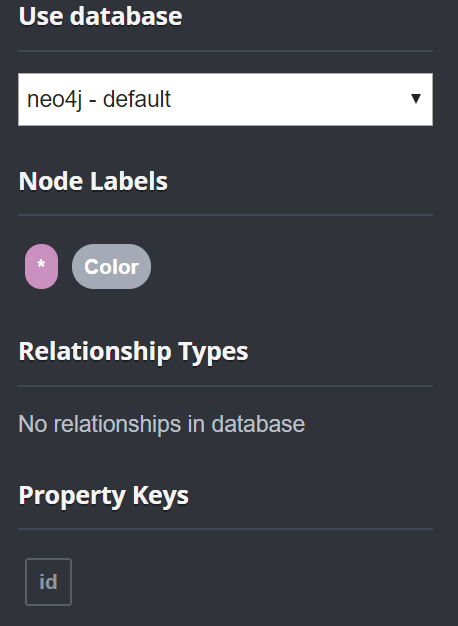 Use database
neo4j - default
Node Labels
* Color
Relationship Types
No relationships in database
Property Keys
id